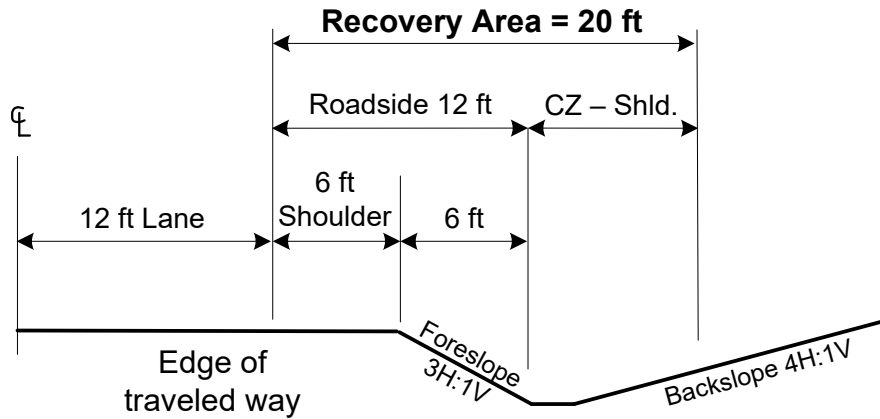 Recovery Area = 20 ft
Roadside 12 ft
CZ – Shld.
℄
6 ft
Shoulder
12 ft Lane
6 ft
Foreslope
3H:1V
Edge of
traveled way
Backslope 4H:1V